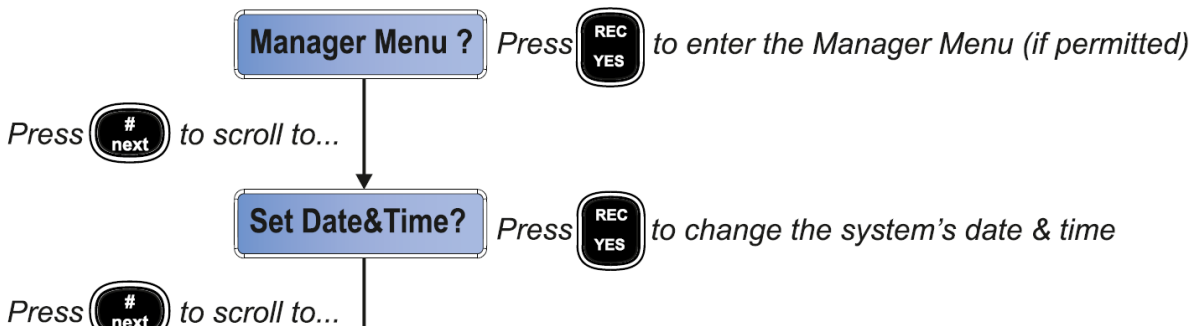 Manager Menu ? Press REC YES to enter the Manager Menu (if permitted)
Press # next to scroll to...
Set Date&Time? Press REC YES to change the system's date & time
Press # next to scroll to...